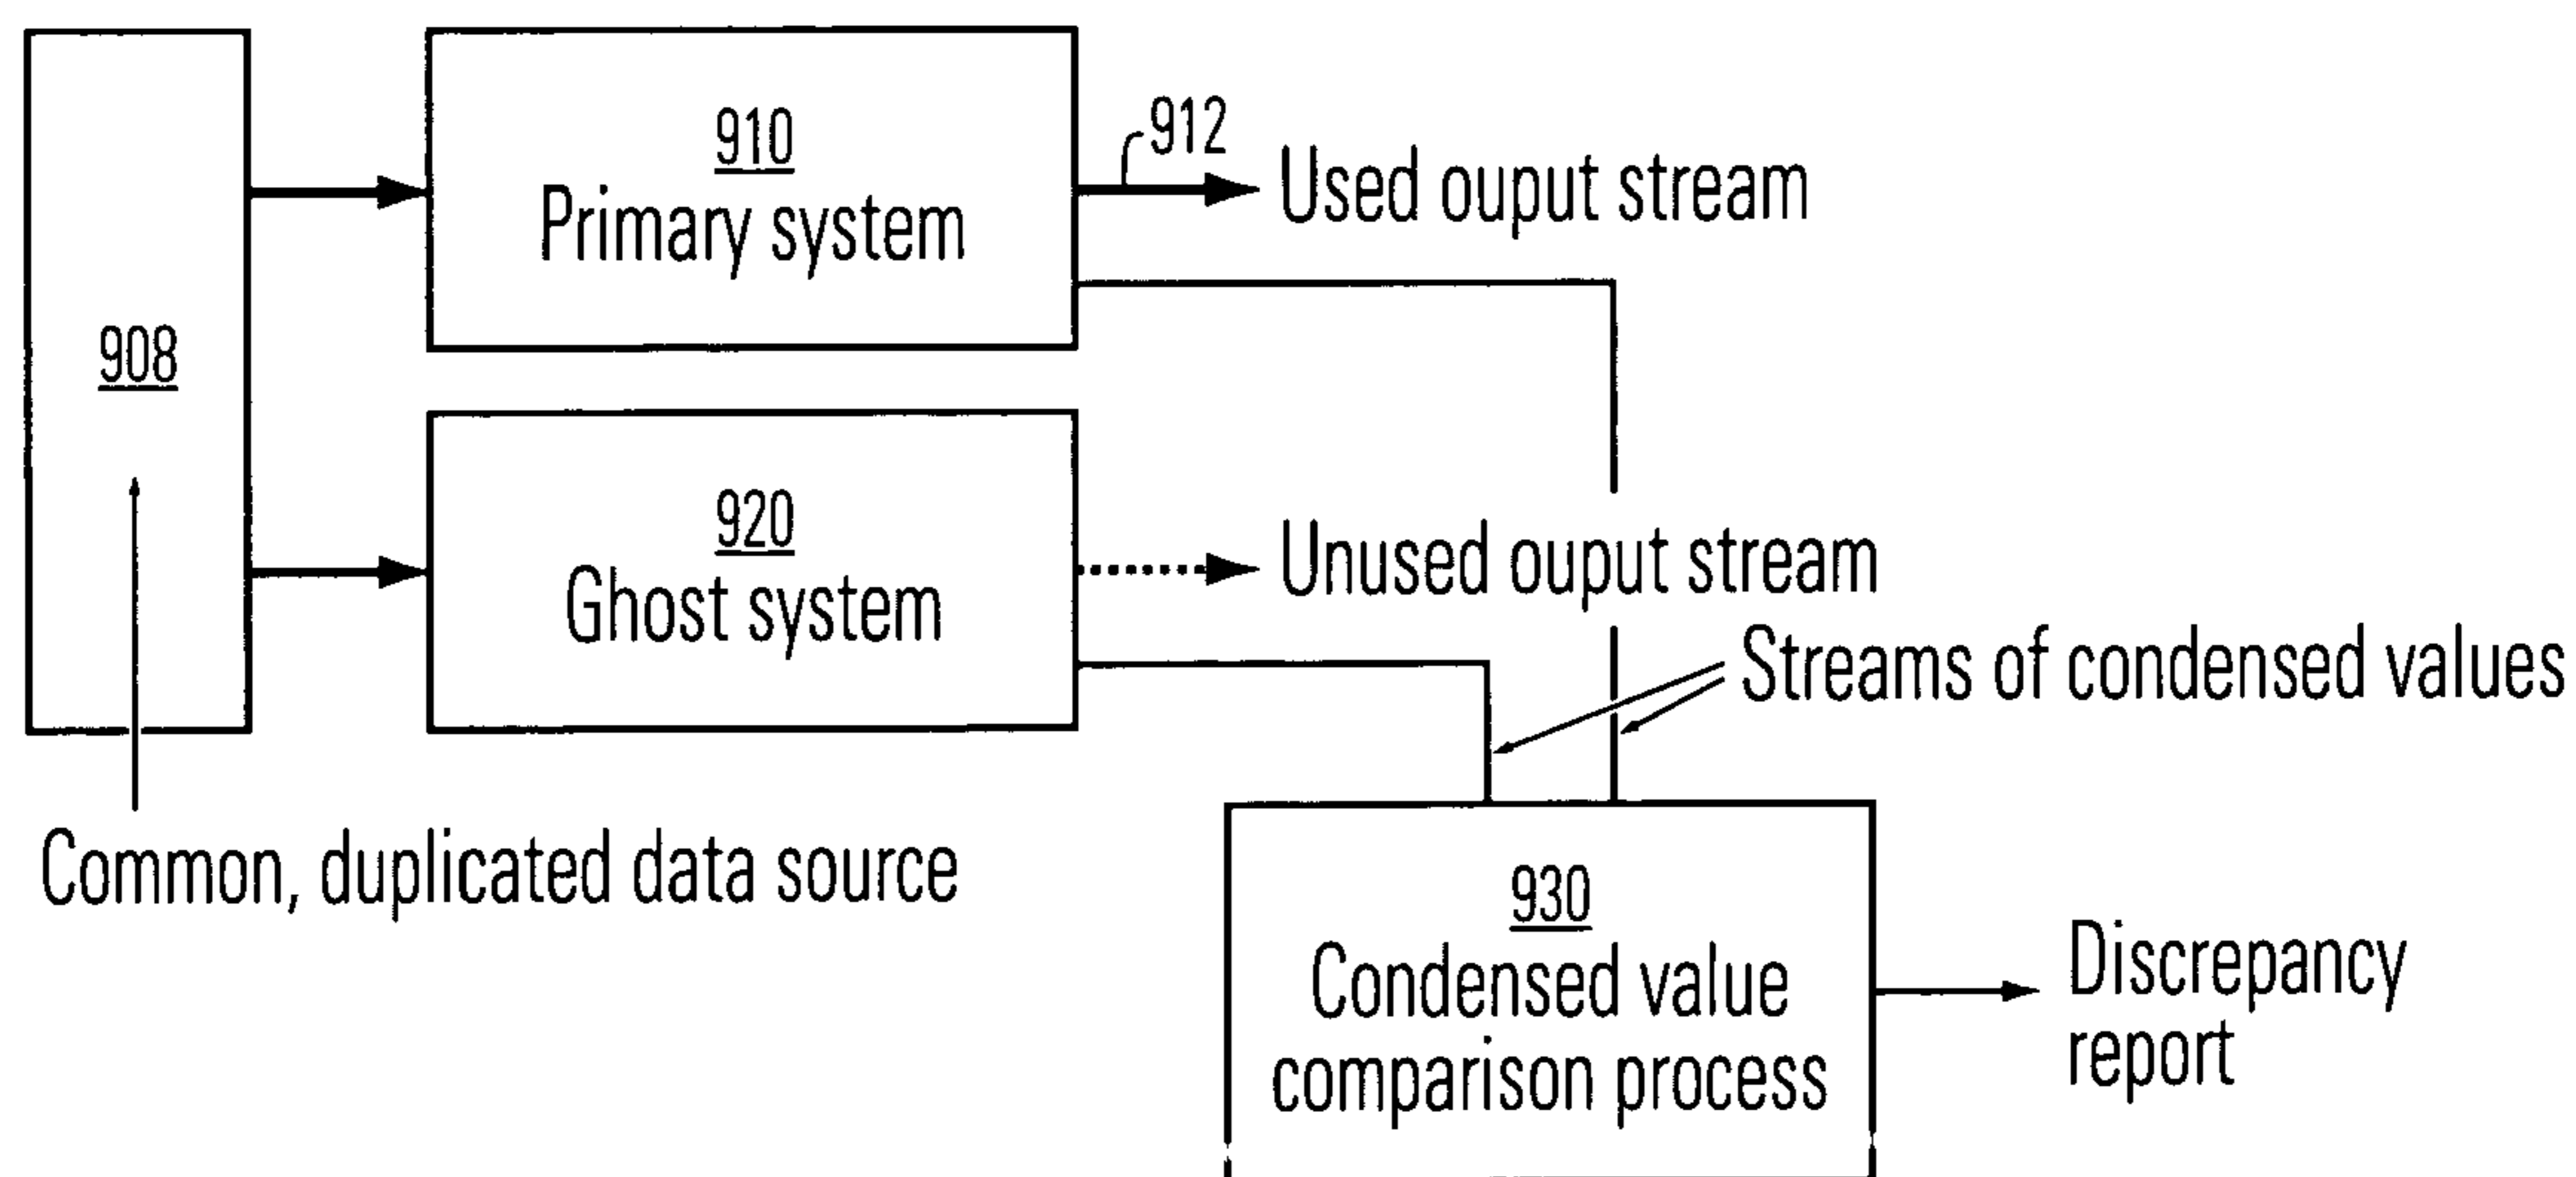 910
Primary system
912
Used ouput stream
908
920
Ghost system
Unused ouput stream
Streams of condensed values
Common, duplicated data source
930
Condensed value
comparison process
Discrepancy
report